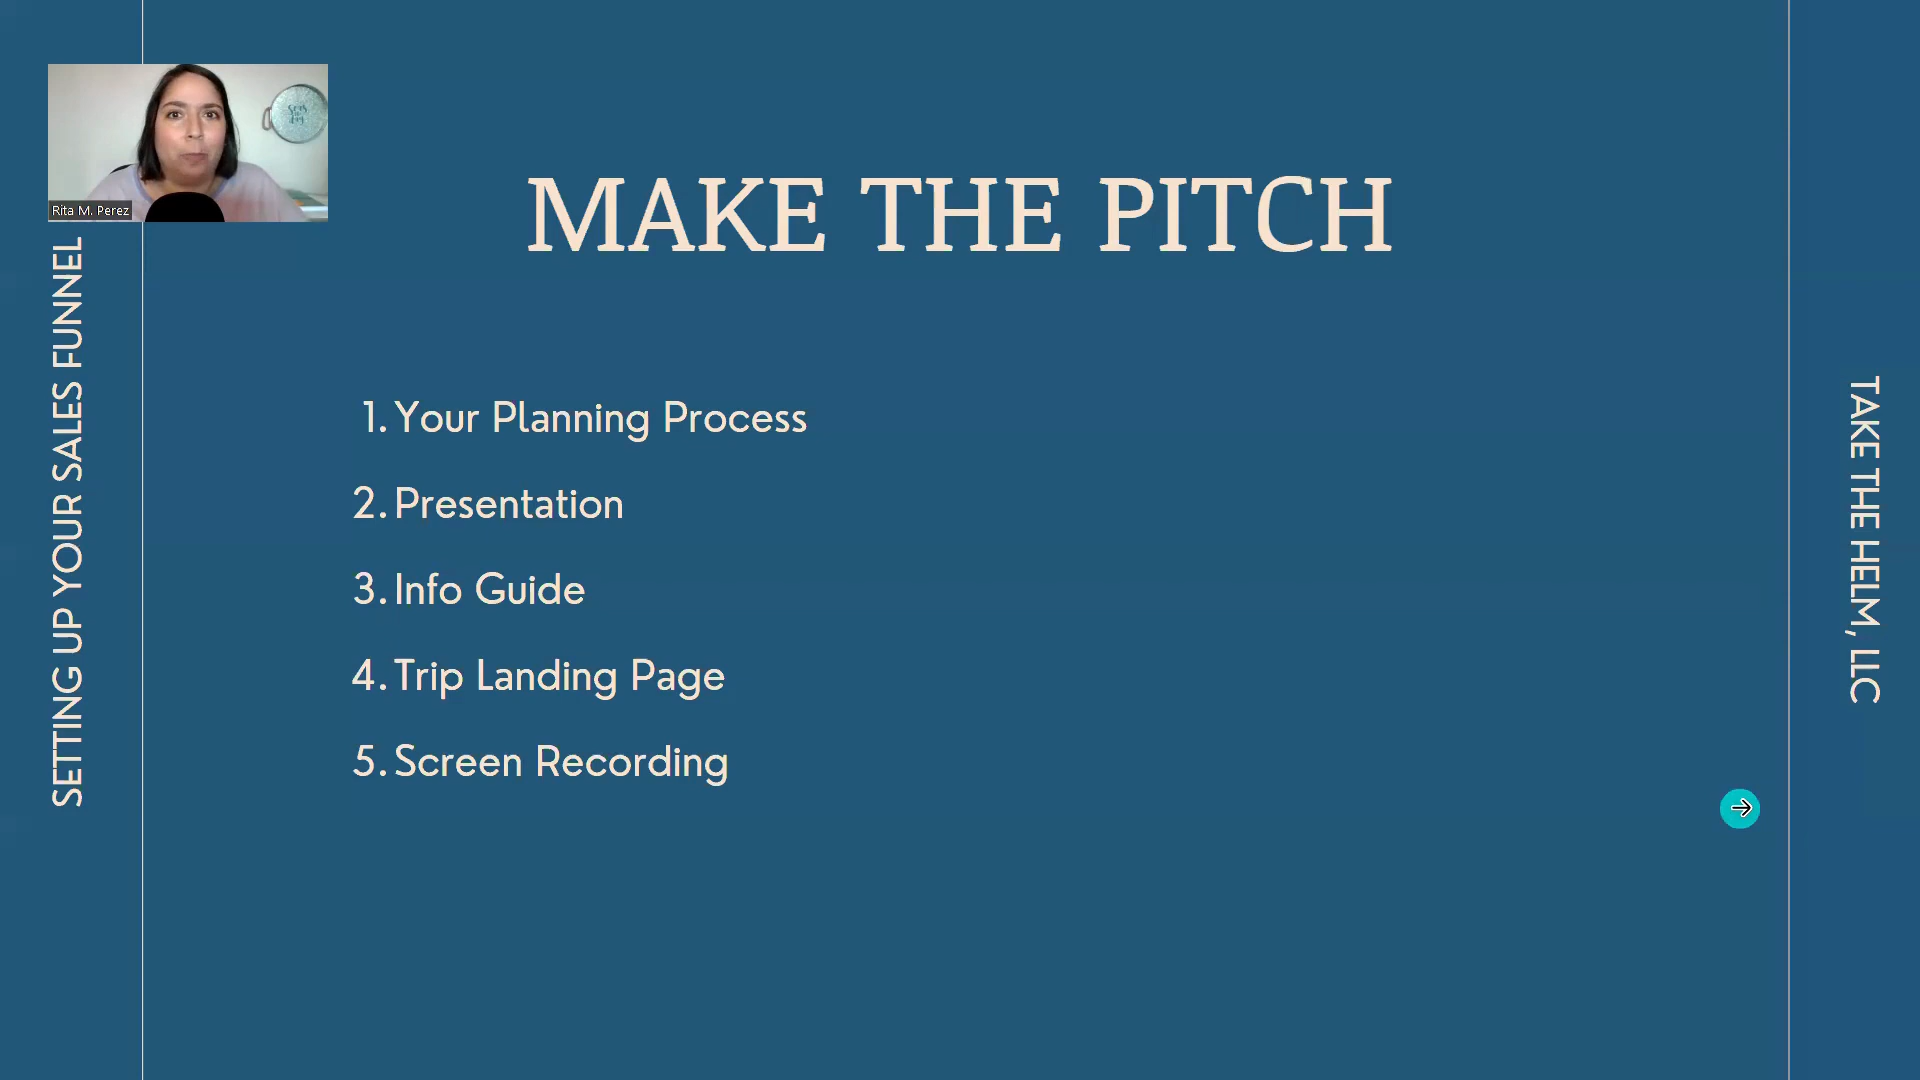 Rita M. Perez
SETTING UP YOUR SALES FUNNEL
MAKE THE PITCH
1. Your Planning Process
2. Presentation
3. Info Guide
4. Trip Landing Page
5. Screen Recording
TAKE THE HELM, LLC